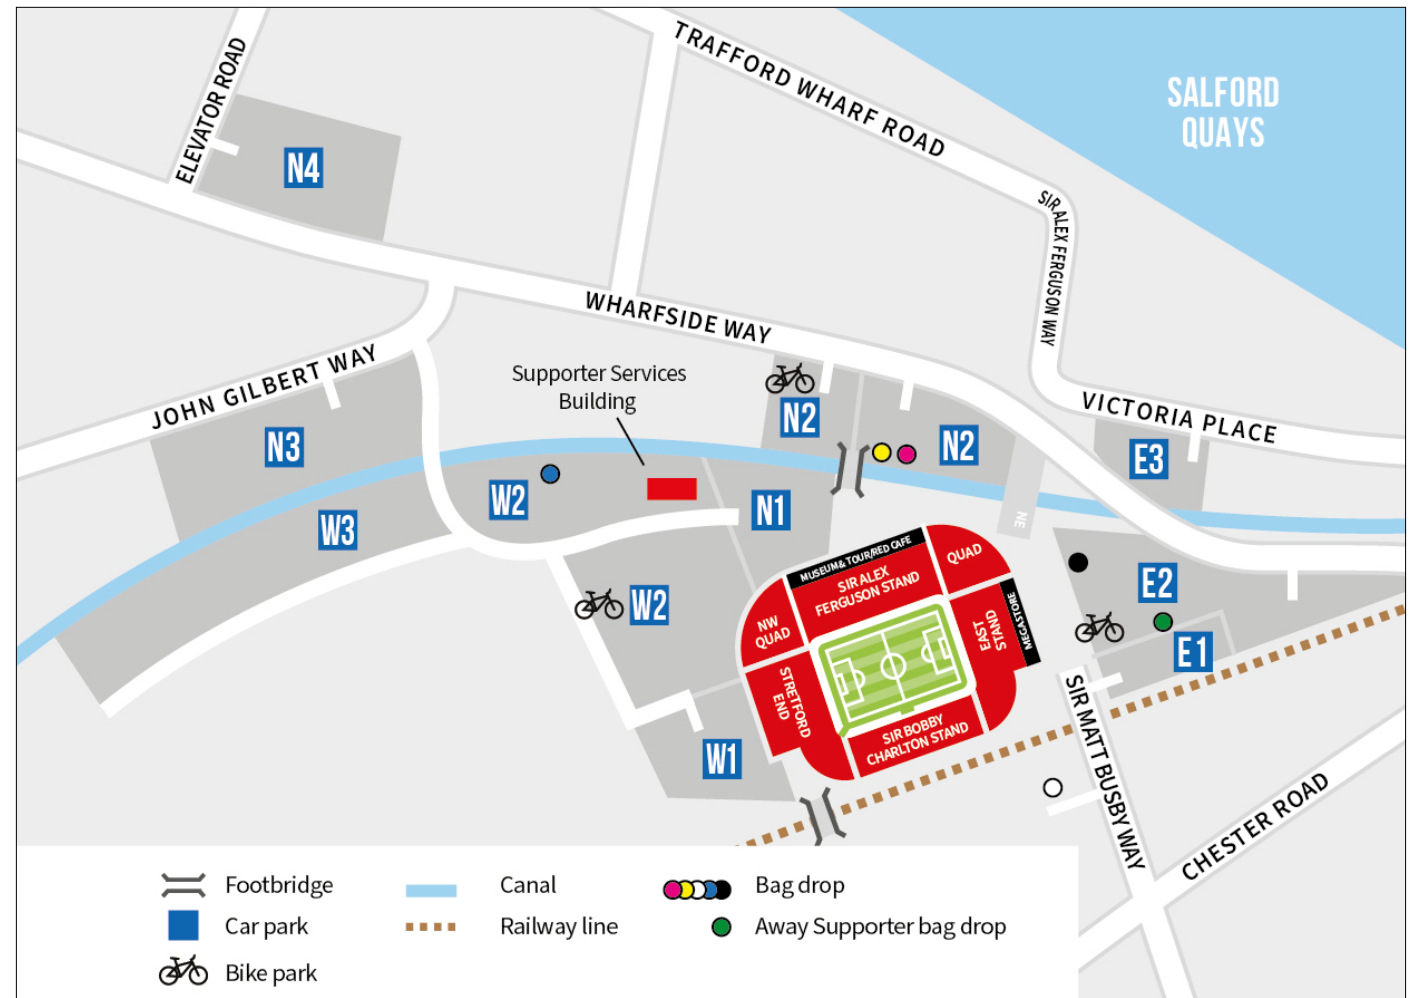 TRAFFORD WHARF ROAD
SALFORD
QUAYS
ELEVATOR ROAD
N4
SIR ALEX FERGUSON WAY
WHARFSIDE WAY
JOHN GILBERT WAY
Supporter Services
Building
VICTORIA PLACE
N2
N2
N3
E3
W2
N1
W3
NE
MUSEUM & TOUR/RED CAFE
QUAD
SIR ALEX
FERGUSON STAND
E2
W2
NW
QUAD
EAST
STAND
MEGASTORE
E1
STRETFORD
END
SIR BOBBY
CHARLTON STAND
W1
SIR MATT BUSBY WAY
CHESTER ROAD
Footbridge
Canal
Bag drop
Car park
Railway line
Away Supporter bag drop
Bike park